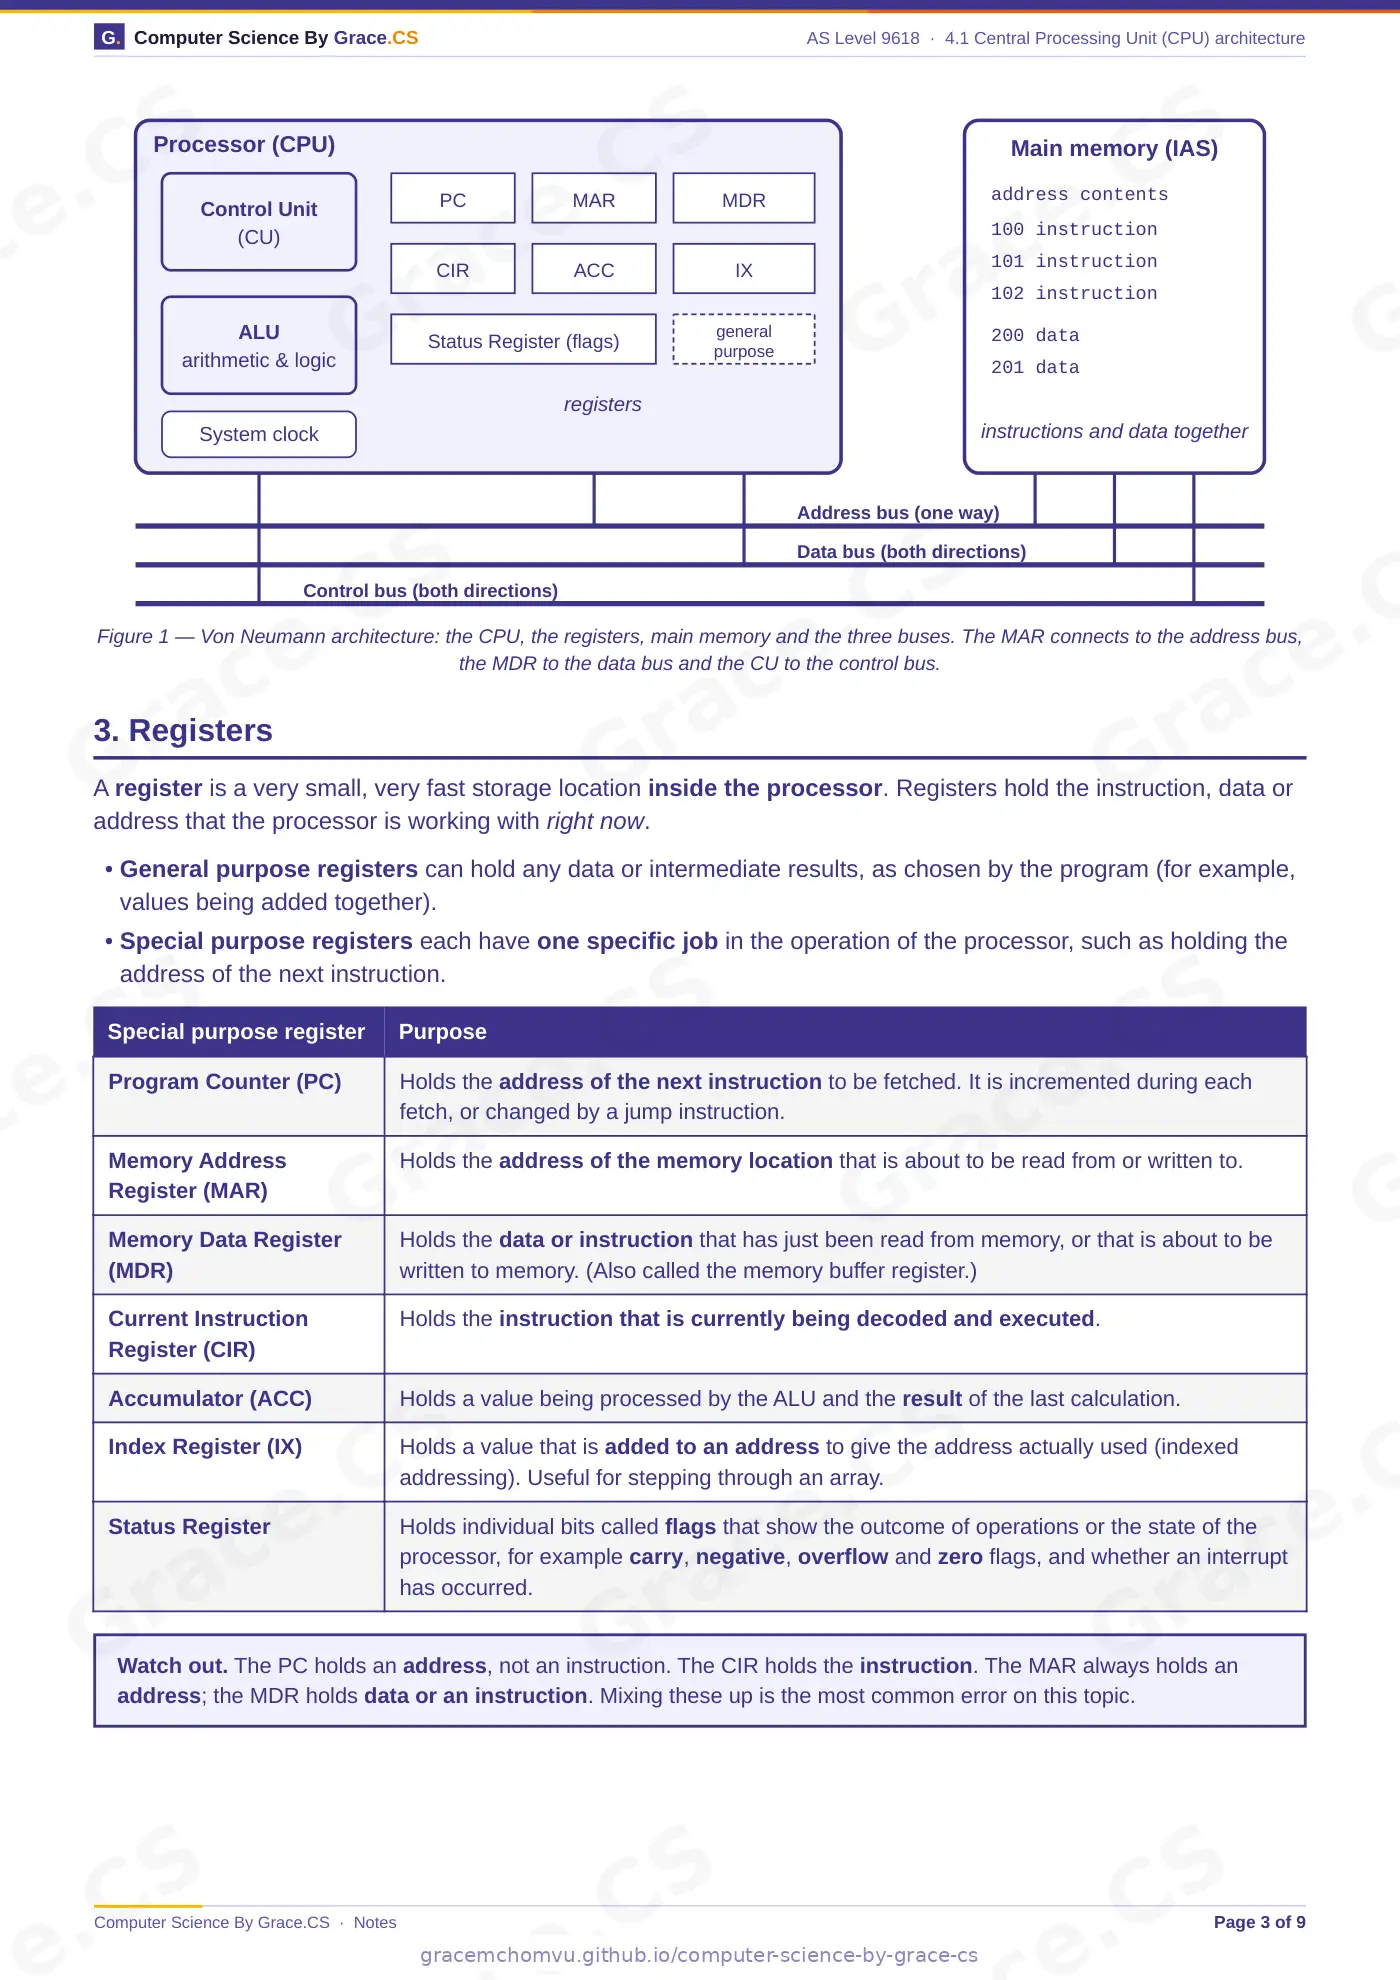 G. Computer Science By Grace.CS
AS Level 9618 · 4.1 Central Processing Unit (CPU) architecture
Processor (CPU)
Control Unit
(CU)
ALU
arithmetic & logic
System clock
PC
MAR
MDR
CIR
ACC
IX
Status Register (flags)
general
purpose
registers
Main memory (IAS)
address contents
100 instruction
101 instruction
102 instruction
200 data
201 data
instructions and data together
Address bus (one way)
Data bus (both directions)
Control bus (both directions)
Figure 1 — Von Neumann architecture: the CPU, the registers, main memory and the three buses. The MAR connects to the address bus,
the MDR to the data bus and the CU to the control bus.
3. Registers
A register is a very small, very fast storage location inside the processor. Registers hold the instruction, data or
address that the processor is working with right now.
• General purpose registers can hold any data or intermediate results, as chosen by the program (for example,
values being added together).
• Special purpose registers each have one specific job in the operation of the processor, such as holding the
address of the next instruction.
Special purpose register
Purpose
Program Counter (PC)
Holds the address of the next instruction to be fetched. It is incremented during each
fetch, or changed by a jump instruction.
Memory Address
Register (MAR)
Holds the address of the memory location that is about to be read from or written to.
Memory Data Register
(MDR)
Holds the data or instruction that has just been read from memory, or that is about to be
written to memory. (Also called the memory buffer register.)
Current Instruction
Register (CIR)
Holds the instruction that is currently being decoded and executed.
Accumulator (ACC)
Holds a value being processed by the ALU and the result of the last calculation.
Index Register (IX)
Holds a value that is added to an address to give the address actually used (indexed
addressing). Useful for stepping through an array.
Status Register
Holds individual bits called flags that show the outcome of operations or the state of the
processor, for example carry, negative, overflow and zero flags, and whether an interrupt
has occurred.
Watch out. The PC holds an address, not an instruction. The CIR holds the instruction. The MAR always holds an
address; the MDR holds data or an instruction. Mixing these up is the most common error on this topic.
Computer Science By Grace.CS · Notes
Page 3 of 9
gracemchomvu.github.io/computer-science-by-grace-cs
Grace.CS